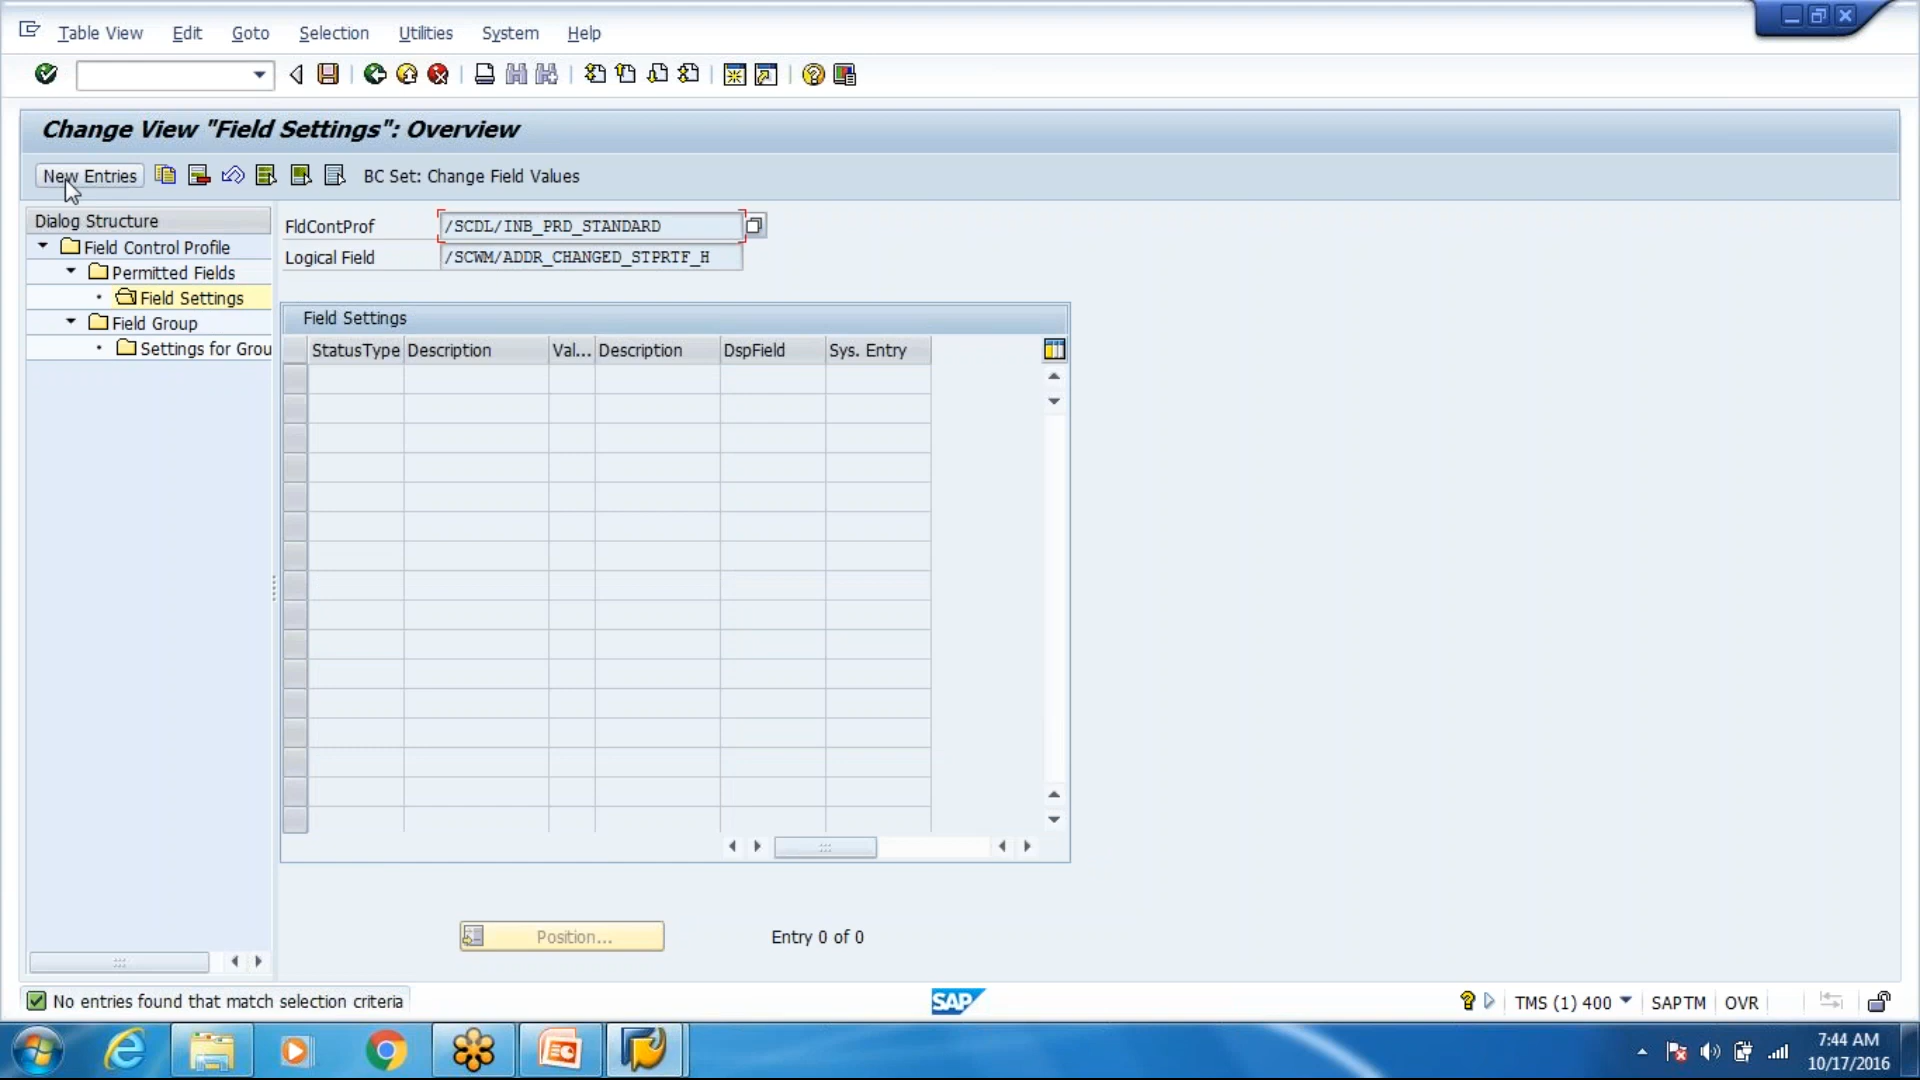 Table View Edit Goto Selection Utilities System Help
Change View "Field Settings": Overview
New Entries BC Set: Change Field Values
Dialog Structure
Field Control Profile
Permitted Fields
Field Settings
Field Group
Settings for Grou
FldContProf /SCDL/INB_PRD_STANDARD
Logical Field /SCWM/ADDR_CHANGED_STPRTF_H
Field Settings
StatusType Description Val... Description DspField Sys. Entry
Position... Entry 0 of 0
No entries found that match selection criteria
SAP
TMS (1) 400 SAPTM OVR
7:44 AM
10/17/2016